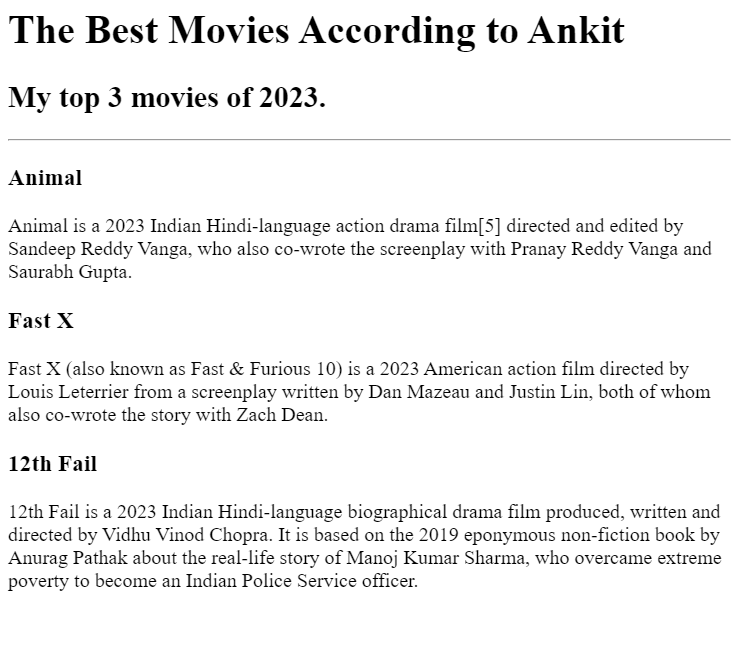 The Best Movies According to Ankit
My top 3 movies of 2023.
Animal
Animal is a 2023 Indian Hindi-language action drama film[5] directed and edited by
Sandeep Reddy Vanga, who also co-wrote the screenplay with Pranay Reddy Vanga and
Saurabh Gupta.
Fast X
Fast X (also known as Fast & Furious 10) is a 2023 American action film directed by
Louis Leterrier from a screenplay written by Dan Mazeau and Justin Lin, both of whom
also co-wrote the story with Zach Dean.
12th Fail
12th Fail is a 2023 Indian Hindi-language biographical drama film produced, written and
directed by Vidhu Vinod Chopra. It is based on the 2019 eponymous non-fiction book by
Anurag Pathak about the real-life story of Manoj Kumar Sharma, who overcame extreme
poverty to become an Indian Police Service officer.